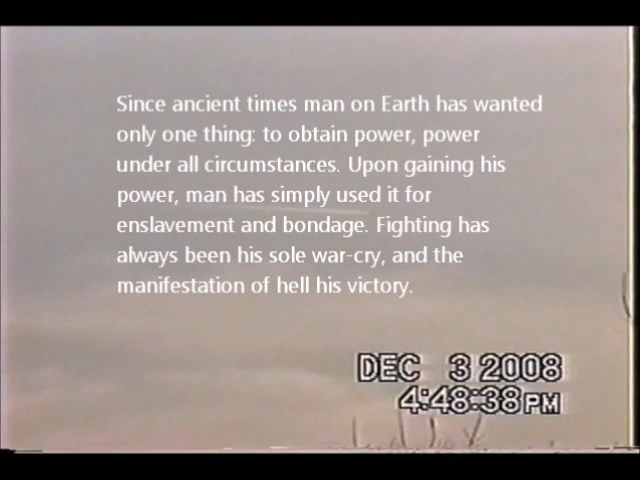 Since ancient times man on Earth has wanted
only one thing: to obtain power, power
under all circumstances. Upon gaining his
power, man has simply used it for
enslavement and bondage. Fighting has
always been his sole war-cry, and the
manifestation of hell his victory.
DEC 3 2008
4:48:38PM